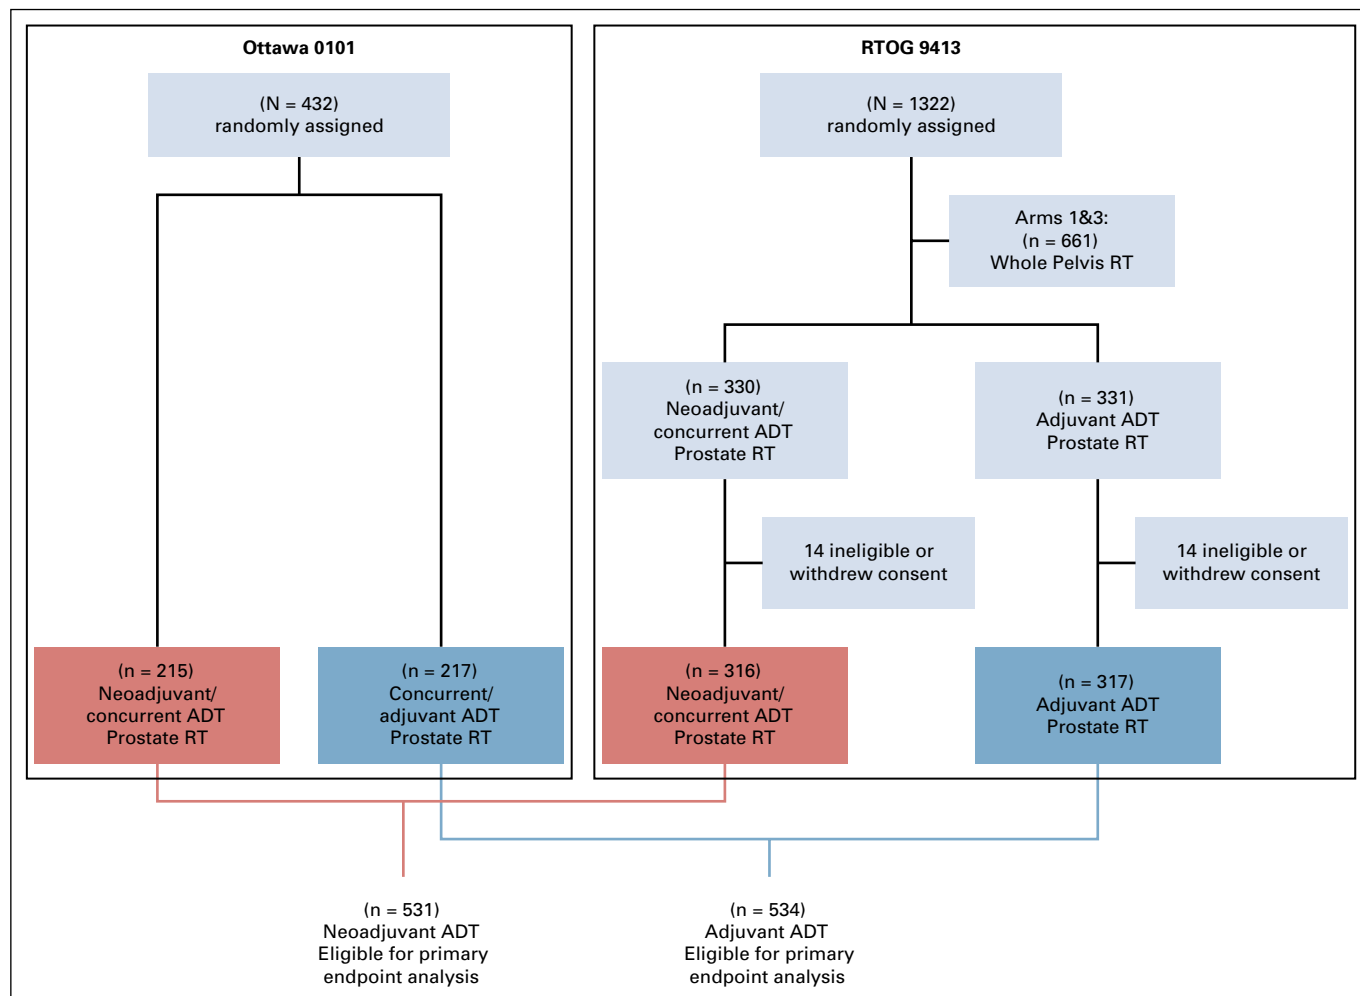 Ottawa 0101
(N = 432)
randomly assigned
(n = 215)
Neoadjuvant/
concurrent ADT
Prostate RT
(n = 217)
Concurrent/
adjuvant ADT
Prostate RT
RTOG 9413
(N = 1322)
randomly assigned
Arms 1&3:
(n = 661)
Whole Pelvis RT
(n = 330)
Neoadjuvant/
concurrent ADT
Prostate RT
(n = 331)
Adjuvant ADT
Prostate RT
14 ineligible or
withdrew consent
14 ineligible or
withdrew consent
(n = 316)
Neoadjuvant/
concurrent ADT
Prostate RT
(n = 317)
Adjuvant ADT
Prostate RT
(n = 531)
Neoadjuvant ADT
Eligible for primary
endpoint analysis
(n = 534)
Adjuvant ADT
Eligible for primary
endpoint analysis